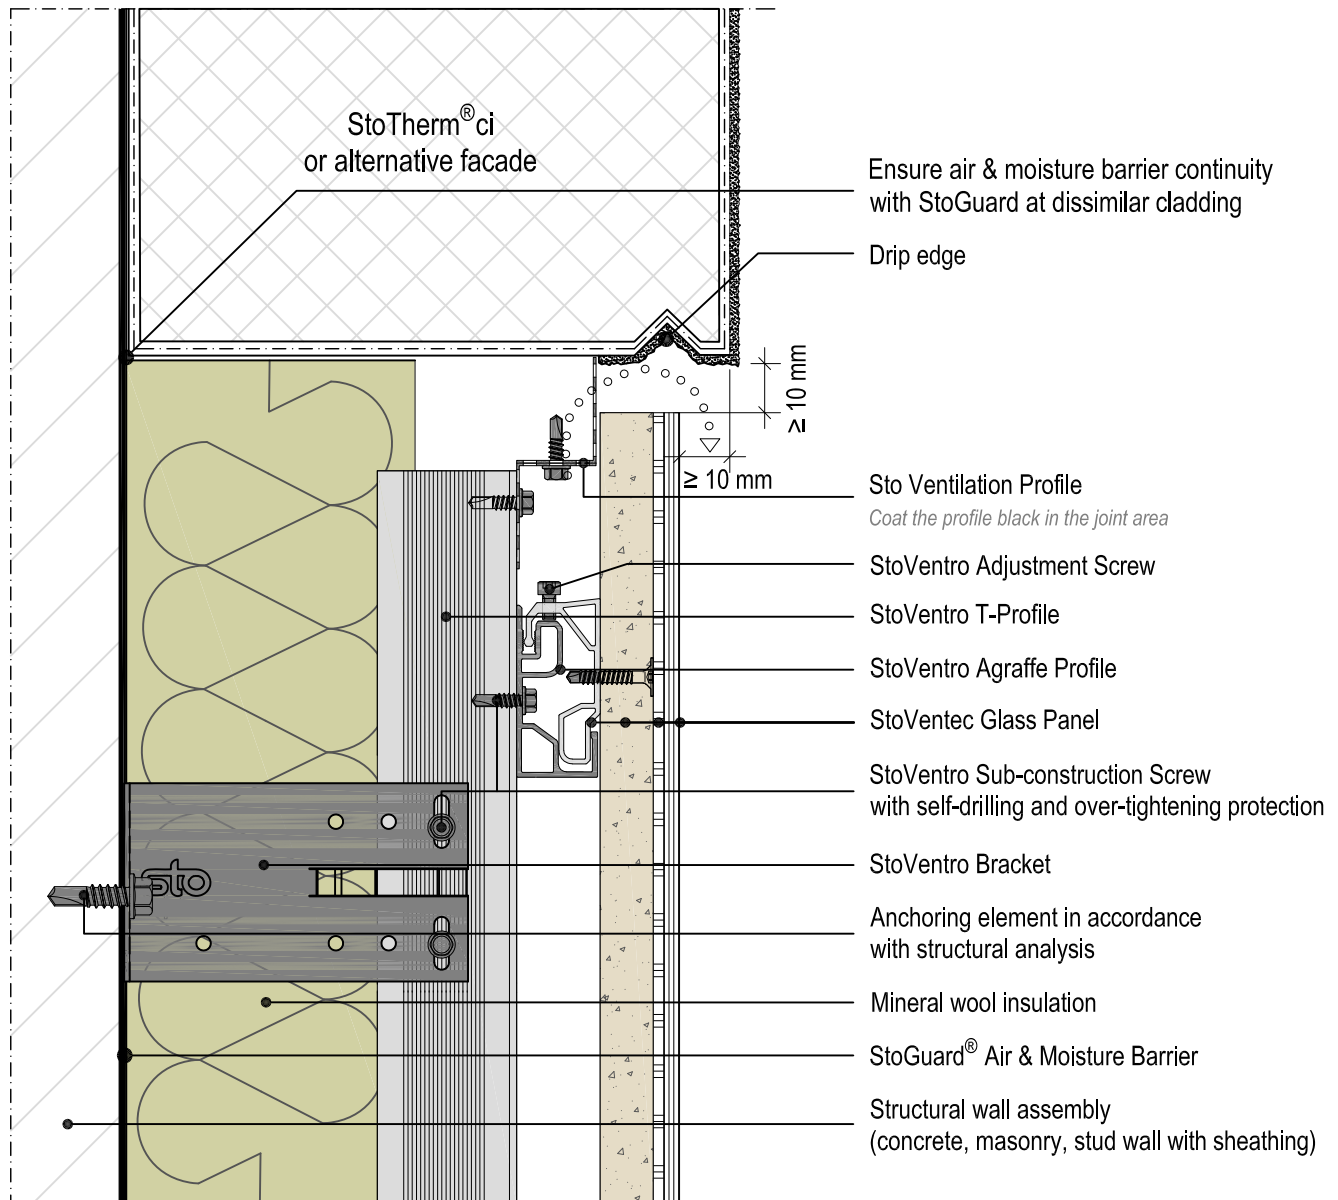 StoTherm® ci
or alternative facade
Ensure air & moisture barrier continuity
with StoGuard at dissimilar cladding
Drip edge
≥ 10 mm
≥ 10 mm
Sto Ventilation Profile
Coat the profile black in the joint area
StoVentro Adjustment Screw
StoVentro T-Profile
StoVentro Agraffe Profile
StoVentec Glass Panel
StoVentro Sub-construction Screw
with self-drilling and over-tightening protection
StoVentro Bracket
sto
Anchoring element in accordance
with structural analysis
Mineral wool insulation
StoGuard® Air & Moisture Barrier
Structural wall assembly
(concrete, masonry, stud wall with sheathing)